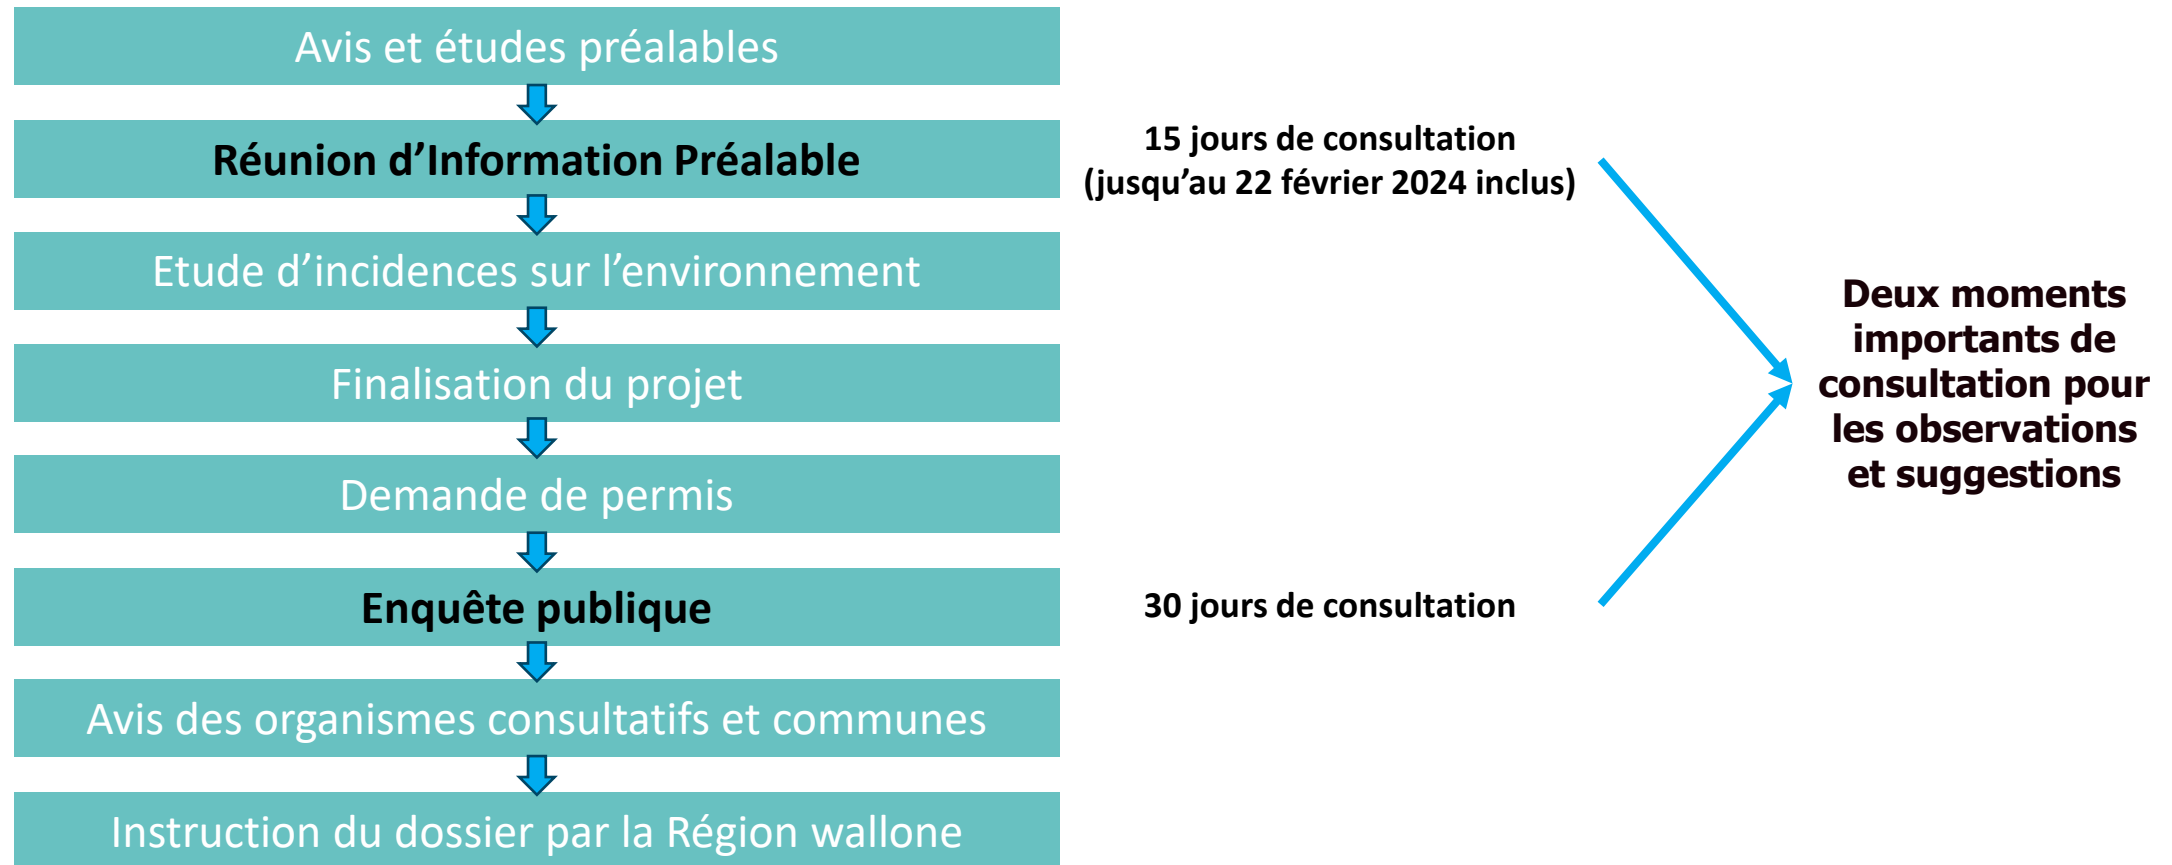 Avis et études préalables
Réunion d’Information Préalable
15 jours de consultation
(jusqu’au 22 février 2024 inclus)
Etude d’incidences sur l’environnement
Finalisation du projet
Demande de permis
Enquête publique
30 jours de consultation
Avis des organismes consultatifs et communes
Instruction du dossier par la Région wallone
Deux moments
importants de
consultation pour
les observations
et suggestions